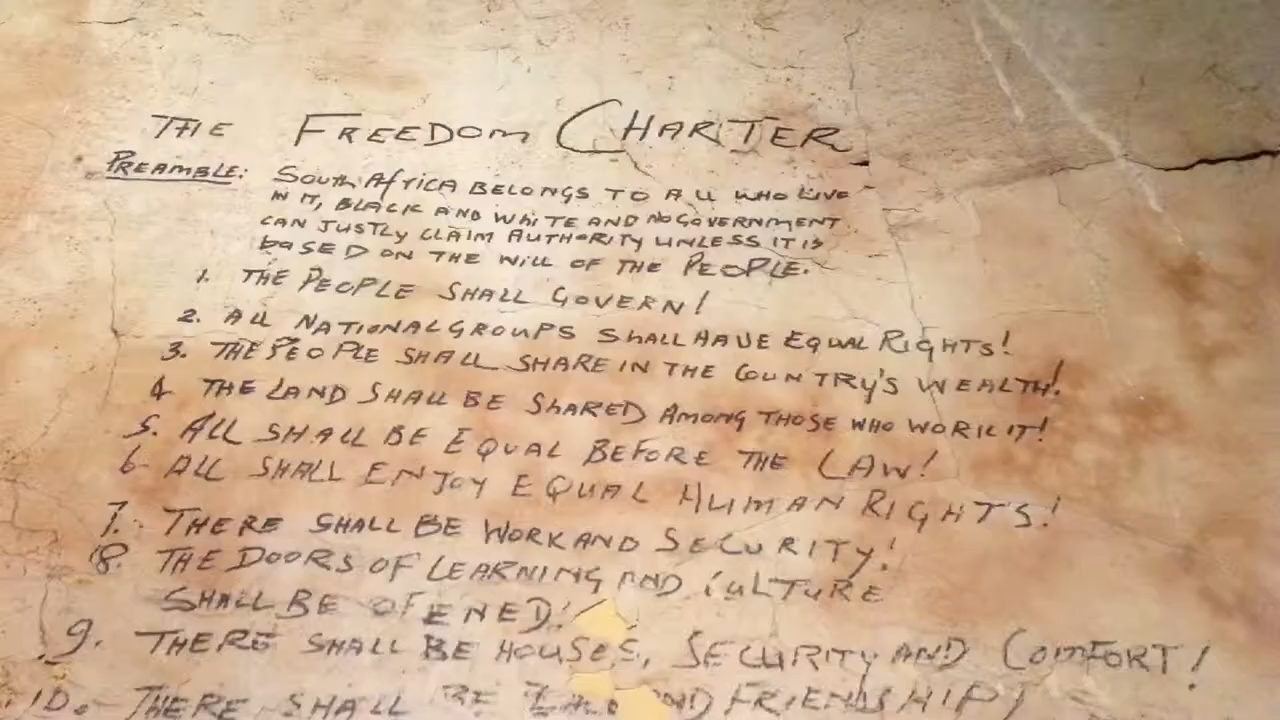 THE FREEDOM CHARTER
PREAMBLE: SOUTH AFRICA BELONGS TO ALL WHO LIVE
IN IT, BLACK AND WHITE AND NO GOVERNMENT
CAN JUSTLY CLAIM AUTHORITY UNLESS IT IS
BASED ON THE WILL OF THE PEOPLE.
1. THE PEOPLE SHALL GOVERN!
2. ALL NATIONAL GROUPS SHALL HAVE EQUAL RIGHTS!
3. THE PEOPLE SHALL SHARE IN THE COUNTRY'S WEALTH!
4 THE LAND SHALL BE SHARED AMONG THOSE WHO WORK IT!
5. ALL SHALL BE EQUAL BEFORE THE LAW!
6- ALL SHALL ENJOY EQUAL HUMAN RIGHTS!
7. THERE SHALL BE WORK AND SECURITY!
8. THE DOORS OF LEARNING AND CULTURE
SHALL BE OPENED!
9. THERE SHALL BE HOUSES, SECURITY AND COMFORT!
10. THERE SHALL BE AND FRIENDSHIP!